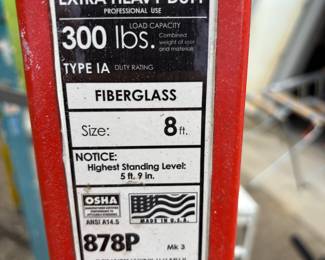 EXTRA HEAVY DUTY
PROFESSIONAL USE
300 lbs.
LOAD CAPACITY
Combined
weight of user
and materials
TYPE IA DUTY RATING
FIBERGLASS
Size: 8 ft.
NOTICE:
Highest Standing Level:
5 ft. 9 in.
OSHA
ANSI A14.5
MADE IN U.S.A.
878P
Mk 3